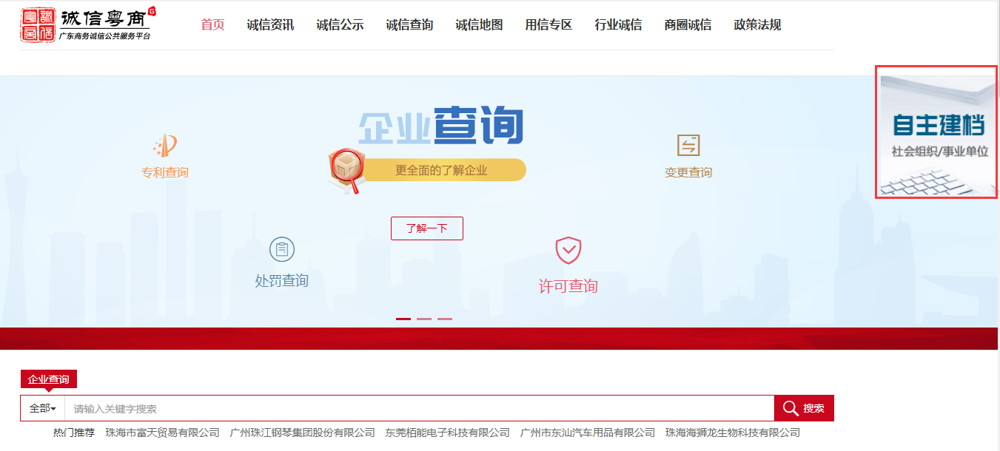 诚信粤商
广东商务诚信公共服务平台
首页 诚信资讯 诚信公示 诚信查询 诚信地图 用信专区 行业诚信 商圈诚信 政策法规
企业查询
更全面的了解企业
专利查询
变更查询
自主建档
社会组织/事业单位
了解一下
处罚查询
许可查询
企业查询
全部 请输入关键字搜索 搜索
热门推荐 珠海市富天贸易有限公司 广州珠江钢琴集团股份有限公司 东莞栢能电子科技有限公司 广州市东汕汽车用品有限公司 珠海海狮龙生物科技有限公司